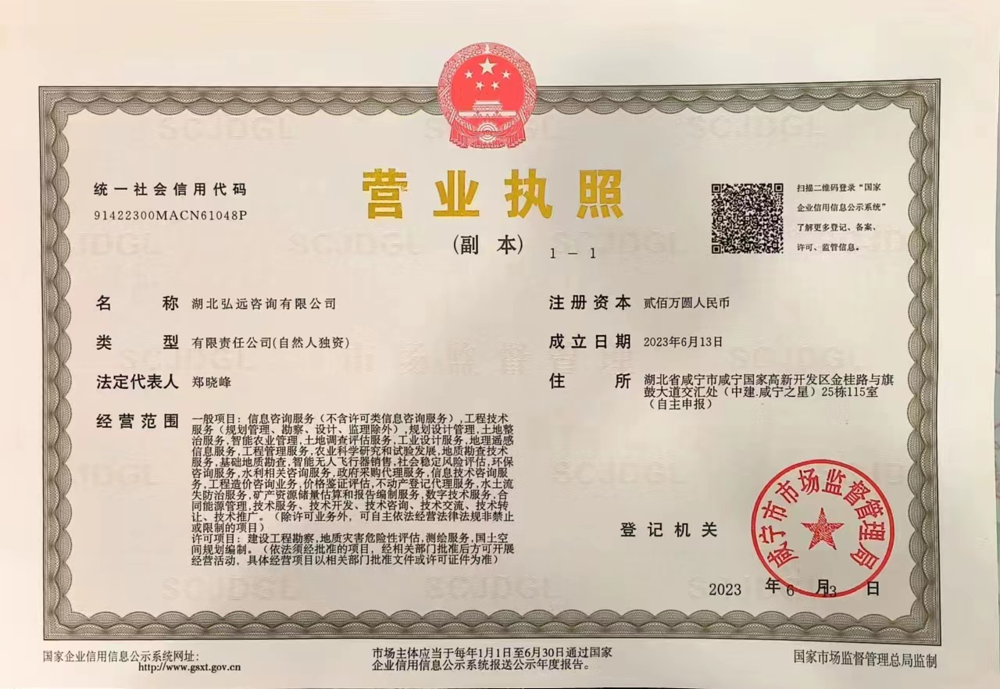 统一社会信用代码
91422300MACN61048P
营业执照
(副 本) 1－1
扫描二维码登录“国家
企业信用信息公示系统”
了解更多登记、备案、
许可、监管信息。
名 称 湖北弘远咨询有限公司
类 型 有限责任公司(自然人独资)
法定代表人 郑晓峰
经营范围 一般项目：信息咨询服务（不含许可类信息咨询服务）,工程技术
服务（规划管理、勘察、设计、监理除外）,规划设计管理,土地整
治服务,智能农业管理,土地调查评估服务,工业设计服务,地理遥感
信息服务,工程管理服务,农业科学研究和试验发展,地质勘查技术
服务,基础地质勘查,智能无人飞行器销售,社会稳定风险评估,环保
咨询服务,水利相关咨询服务,政府采购代理服务,信息技术咨询服
务,工程造价咨询业务,价格鉴证评估,不动产登记代理服务,水土流
失防治服务,矿产资源储量估算和报告编制服务,数字技术服务,合
同能源管理,技术服务、技术开发、技术咨询、技术交流、技术转
让、技术推广。（除许可业务外，可自主依法经营法律法规非禁止
或限制的项目）
许可项目：建设工程勘察,地质灾害危险性评估,测绘服务,国土空
间规划编制。（依法须经批准的项目，经相关部门批准后方可开展
经营活动，具体经营项目以相关部门批准文件或许可证件为准）
注册资本 贰佰万圆人民币
成立日期 2023年6月13日
住 所 湖北省咸宁市咸宁国家高新开发区金桂路与旗
鼓大道交汇处（中建.咸宁之星）25栋115室
（自主申报）
登记机关
咸宁市市场监督管理局
2023 年 6 月 13 日
国家企业信用信息公示系统网址：
http://www.gsxt.gov.cn
市场主体应当于每年1月1日至6月30日通过国家
企业信用信息公示系统报送公示年度报告。
国家市场监督管理总局监制